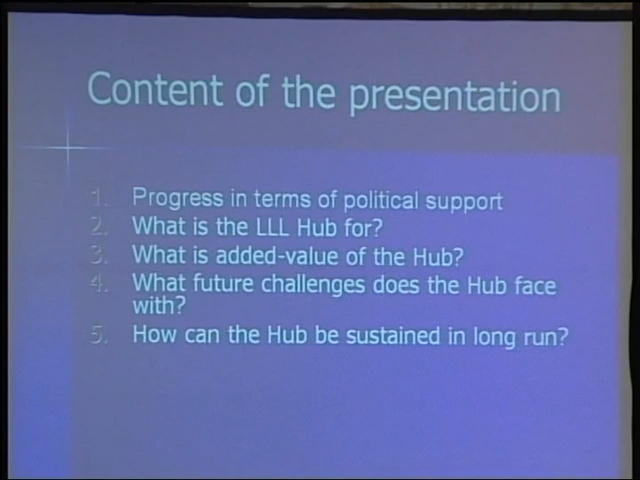 Content of the presentation
1. Progress in terms of political support
2. What is the LLL Hub for?
3. What is added-value of the Hub?
4. What future challenges does the Hub face
with?
5. How can the Hub be sustained in long run?